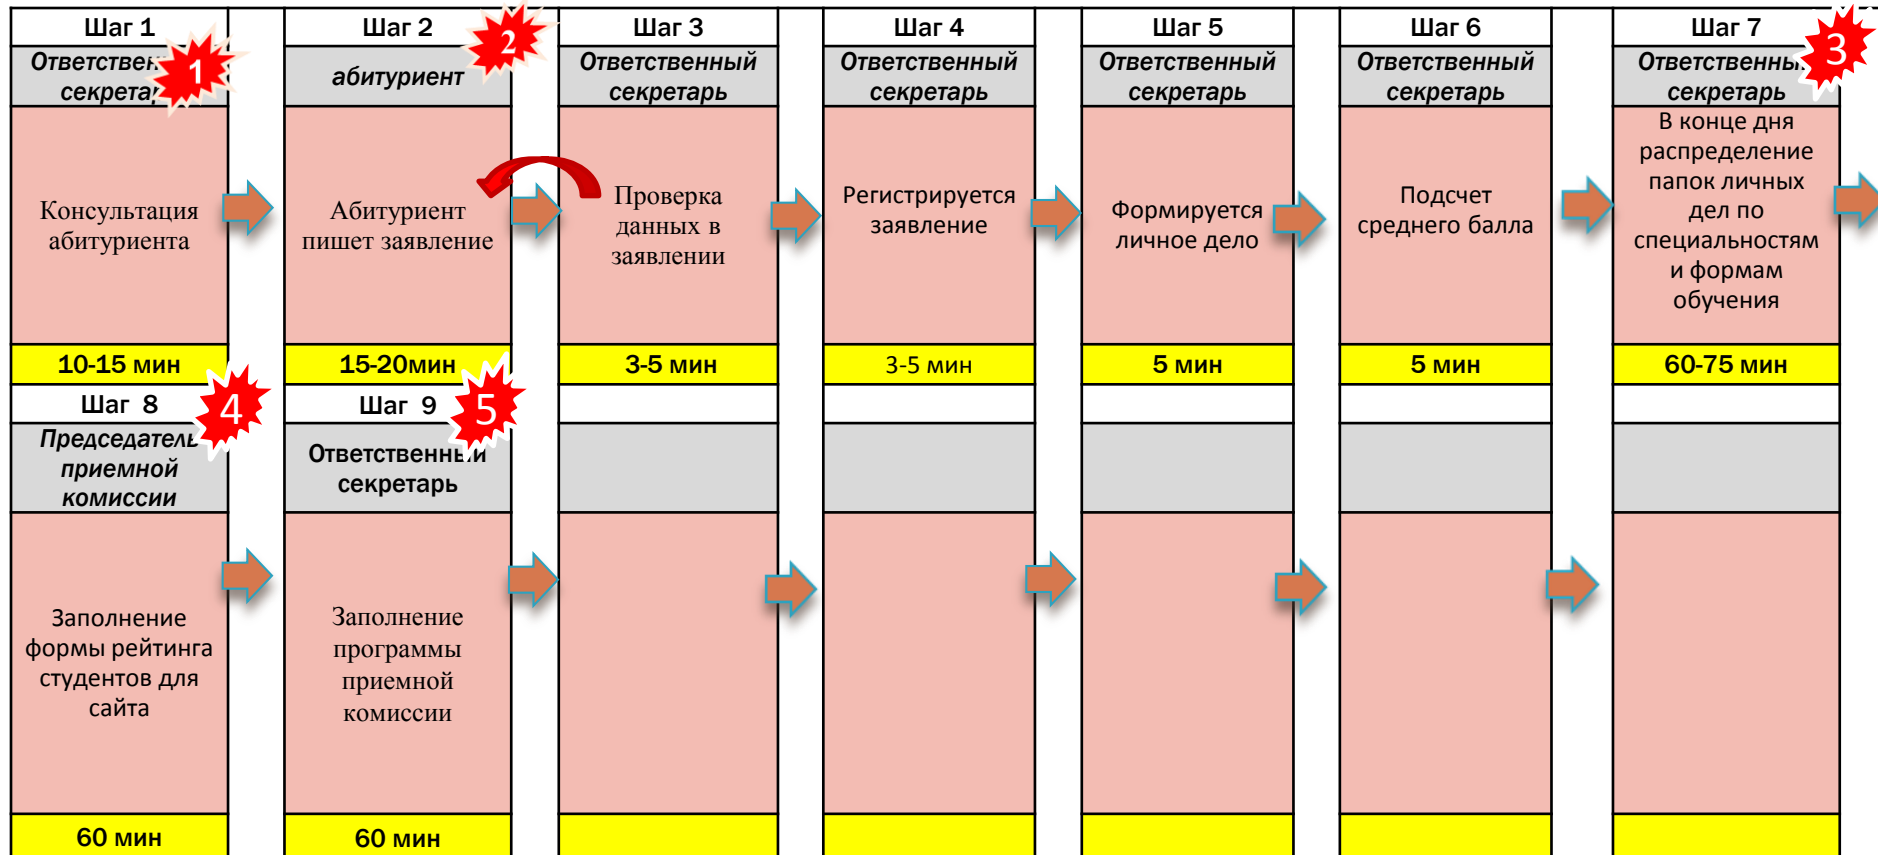 Шаг 1
1
Ответственный
секретарь
Консультация
абитуриента
10-15 мин
Шаг 2
2
абитуриент
Абитуриент
пишет заявление
15-20мин
Шаг 3
Ответственный
секретарь
Проверка
данных в
заявлении
3-5 мин
Шаг 4
Ответственный
секретарь
Регистрируется
заявление
3-5 мин
Шаг 5
Ответственный
секретарь
Формируется
личное дело
5 мин
Шаг 6
Ответственный
секретарь
Подсчет
среднего балла
5 мин
Шаг 7
3
Ответственный
секретарь
В конце дня
распределение
папок личных
дел по
специальностям
и формам
обучения
60-75 мин
Шаг 8
4
Председатель
приемной
комиссии
Заполнение
формы рейтинга
студентов для
сайта
60 мин
Шаг 9
5
Ответственный
секретарь
Заполнение
программы
приемной
комиссии
60 мин